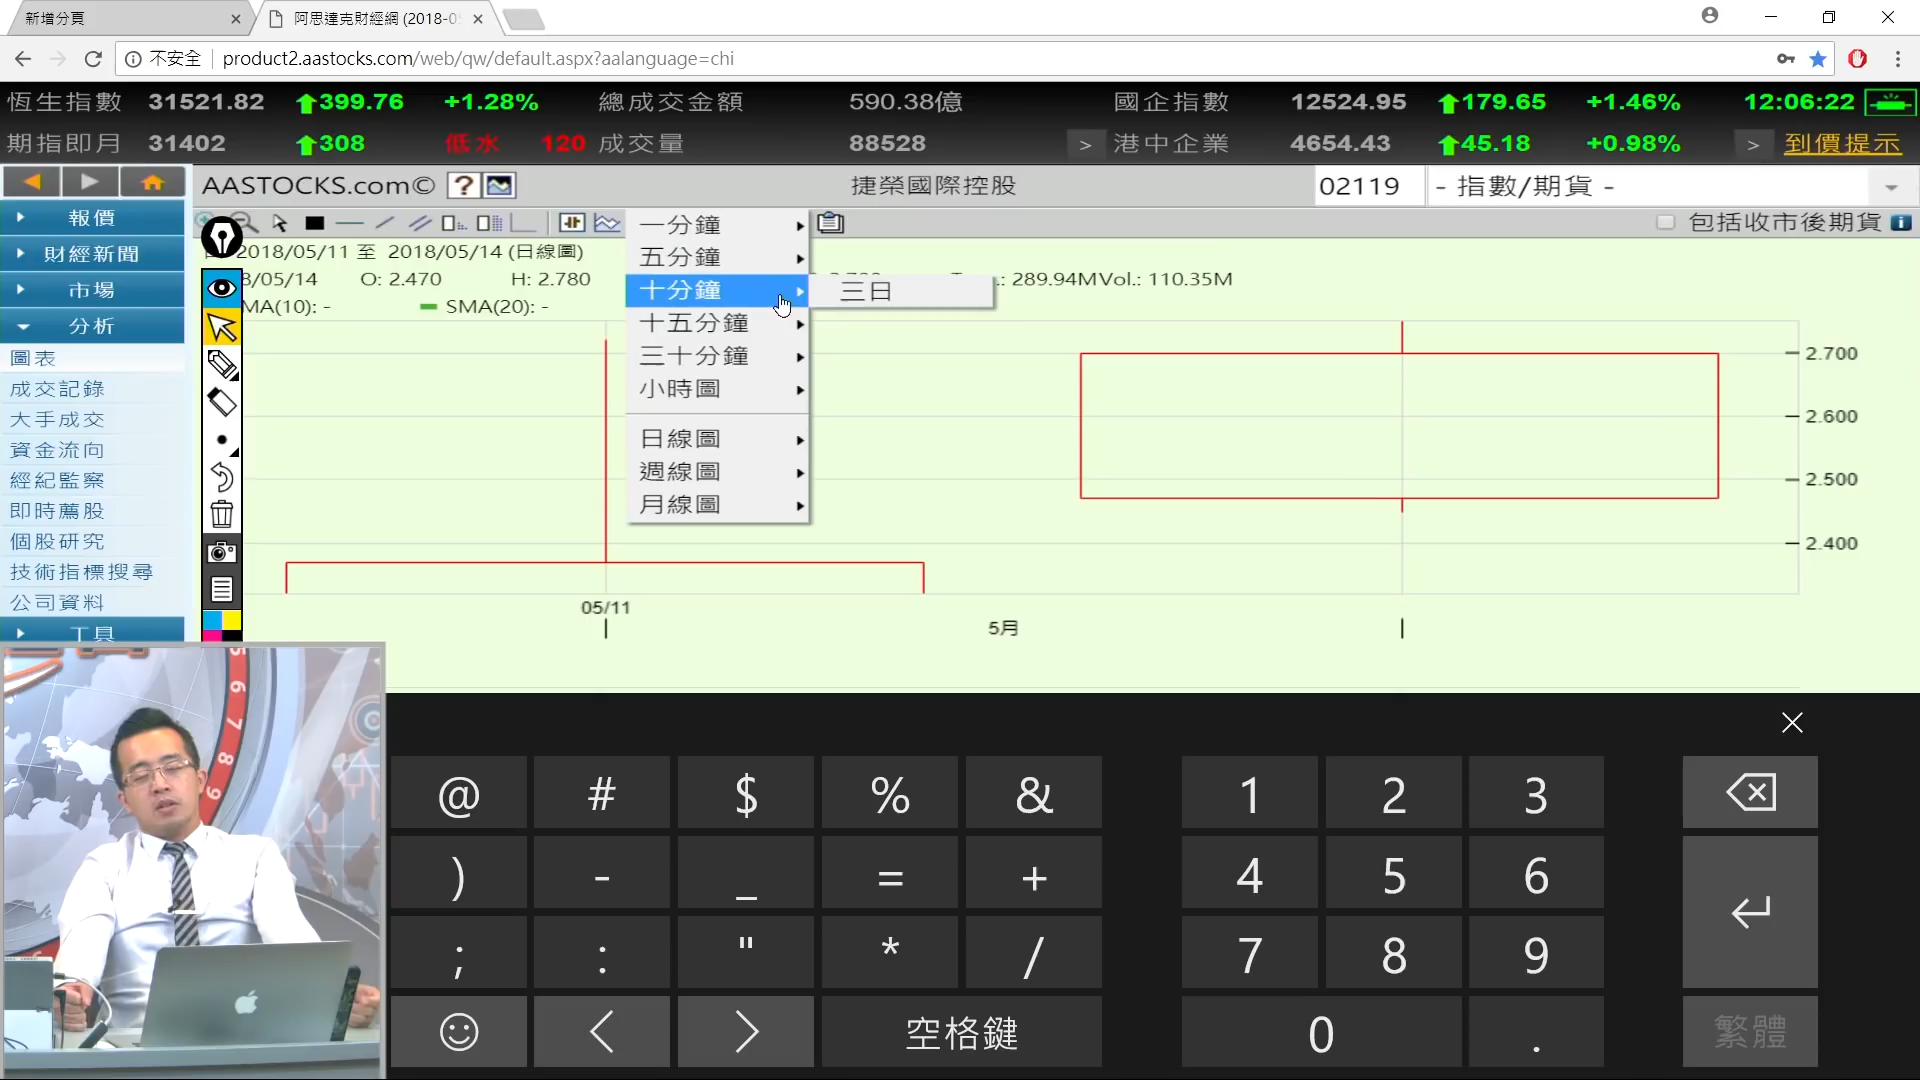 新增分頁
阿思達克財經網 (2018-05
不安全 product2.aastocks.com/web/qw/default.aspx?aalanguage=chi
恆生指數 31521.82 399.76 +1.28% 總成交金額 590.38億 國企指數 12524.95 179.65 +1.46% 12:06:22
期指即月 31402 308 低水 120 成交量 88528 > 港中企業 4654.43 45.18 +0.98% > 到價提示
AASTOCKS.com© ? 捷榮國際控股 02119 - 指數/期貨 -
包括收市後期貨 i
2018/05/11 至 2018/05/14 (日線圖)
8/05/14 O: 2.470 H: 2.780 : 289.94M Vol.: 110.35M
MA(10): - SMA(20): -
報價
財經新聞
市場
分析
圖表
成交記錄
大手成交
資金流向
經紀監察
即時薦股
個股研究
技術指標搜尋
公司資料
工具
一分鐘
五分鐘
十分鐘
三日
十五分鐘
三十分鐘
小時圖
日線圖
週線圖
月線圖
2.700
2.600
2.500
2.400
05/11
5月
@ # $ % & 1 2 3
) - _ = + 4 5 6
; : " * / 7 8 9
空格鍵 0 . 繁體
5
6
7
8
9